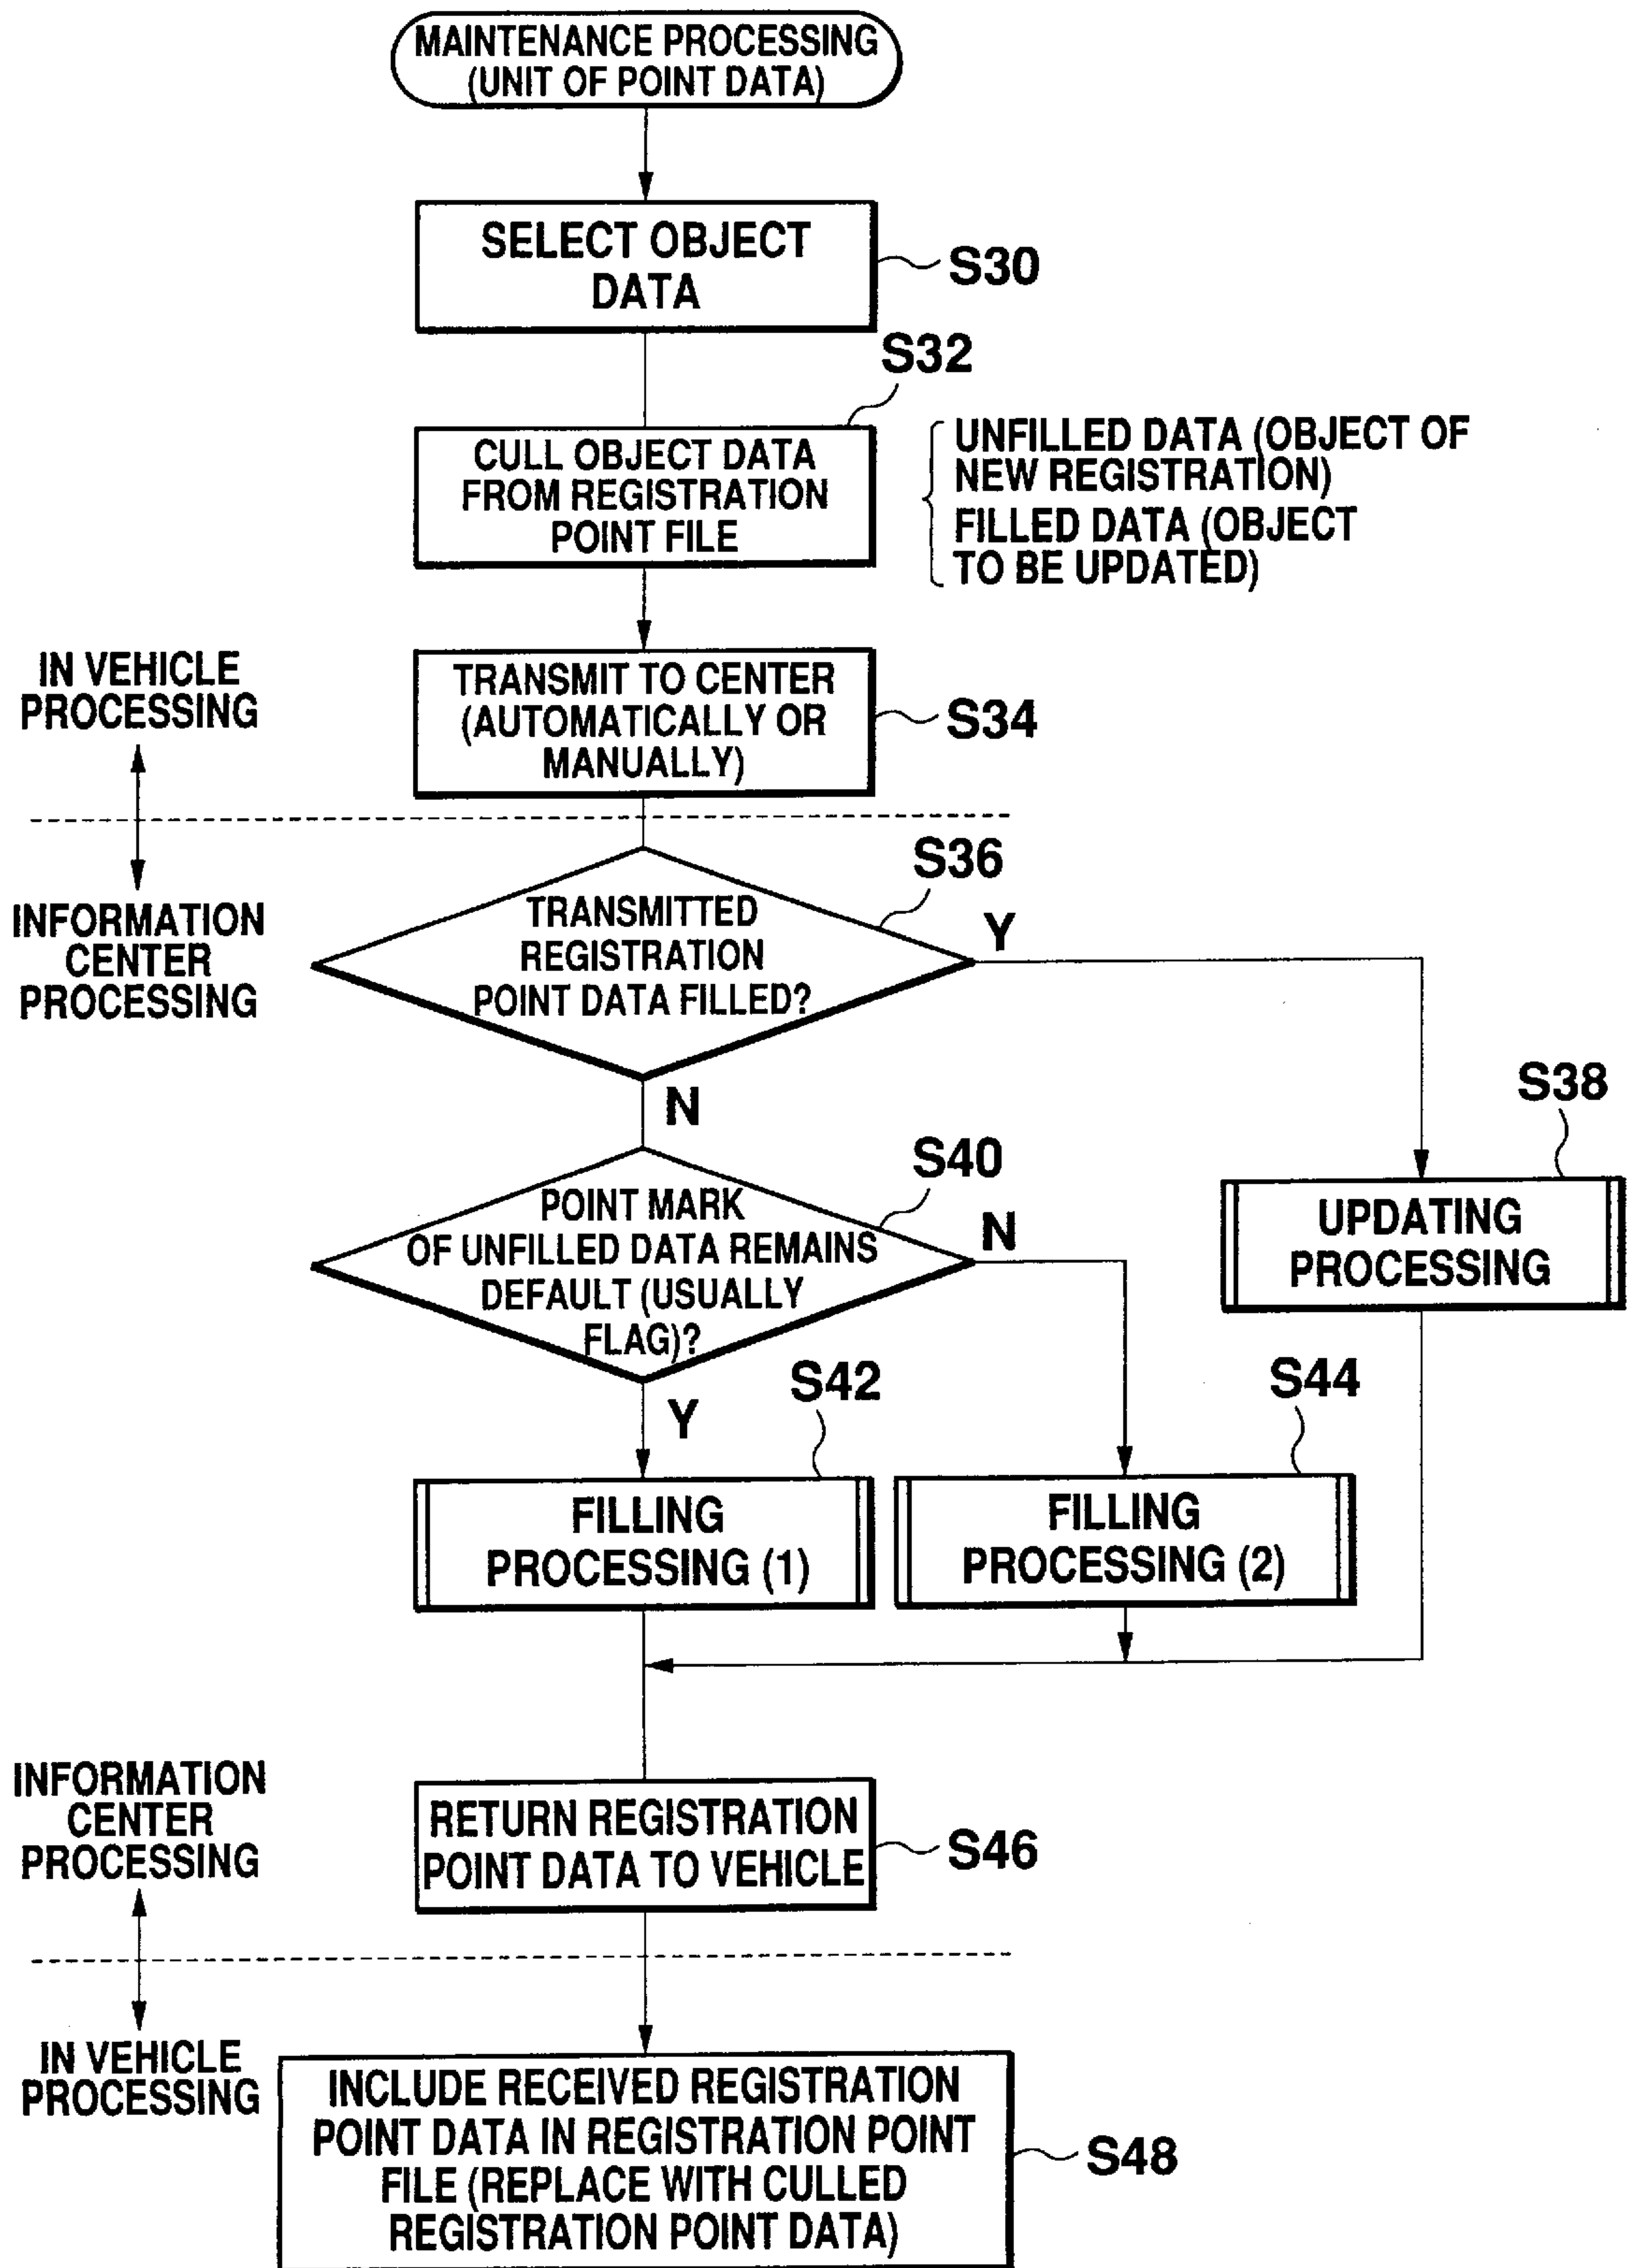 MAINTENANCE PROCESSING
(UNIT OF POINT DATA)
SELECT OBJECT
DATA
S30
S32
CULL OBJECT DATA
FROM REGISTRATION
POINT FILE
UNFILLED DATA (OBJECT OF
NEW REGISTRATION)
FILLED DATA (OBJECT
TO BE UPDATED)
IN VEHICLE
PROCESSING
TRANSMIT TO CENTER
(AUTOMATICALLY OR
MANUALLY)
S34
INFORMATION
CENTER
PROCESSING
S36
TRANSMITTED
REGISTRATION
POINT DATA FILLED?
Y
N
S38
UPDATING
PROCESSING
S40
POINT MARK
OF UNFILLED DATA REMAINS
DEFAULT (USUALLY
FLAG)?
N
Y
S42
FILLING
PROCESSING (1)
S44
FILLING
PROCESSING (2)
INFORMATION
CENTER
PROCESSING
RETURN REGISTRATION
POINT DATA TO VEHICLE
S46
IN VEHICLE
PROCESSING
INCLUDE RECEIVED REGISTRATION
POINT DATA IN REGISTRATION POINT
FILE (REPLACE WITH CULLED
REGISTRATION POINT DATA)
S48